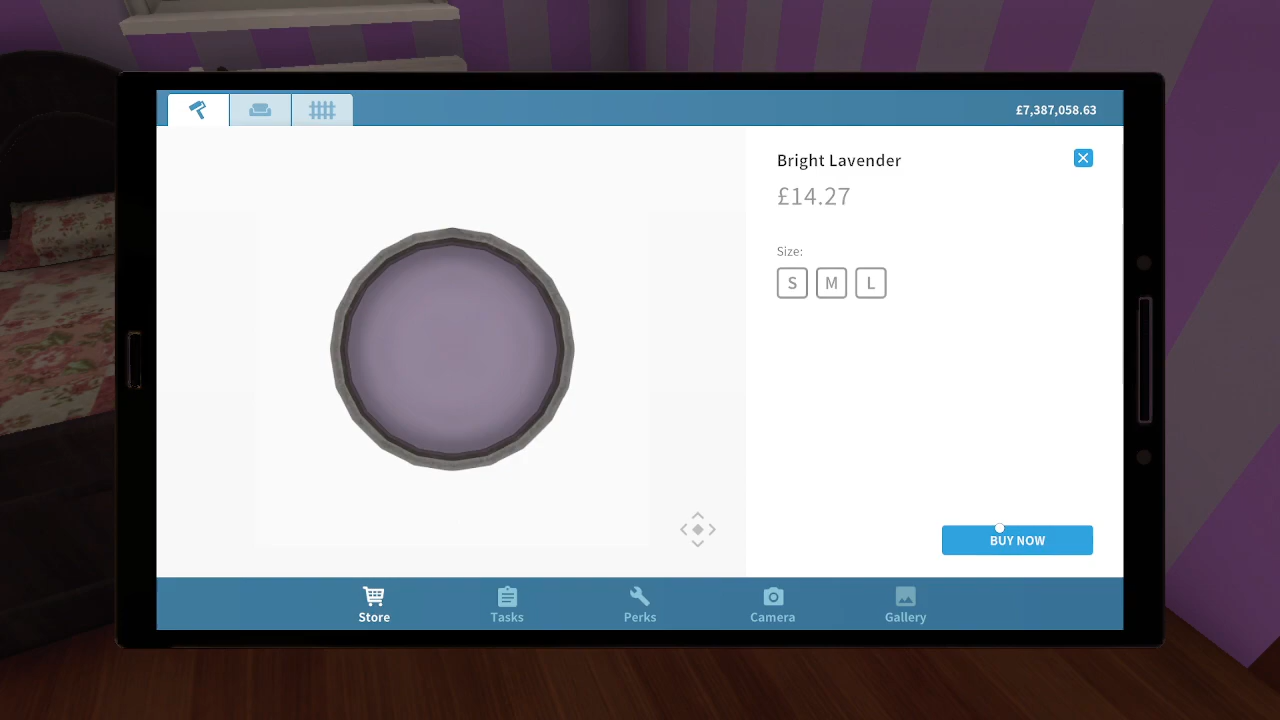 £7,387,058.63
Bright Lavender
£14.27
Size:
S M L
BUY NOW
Store Tasks Perks Camera Gallery